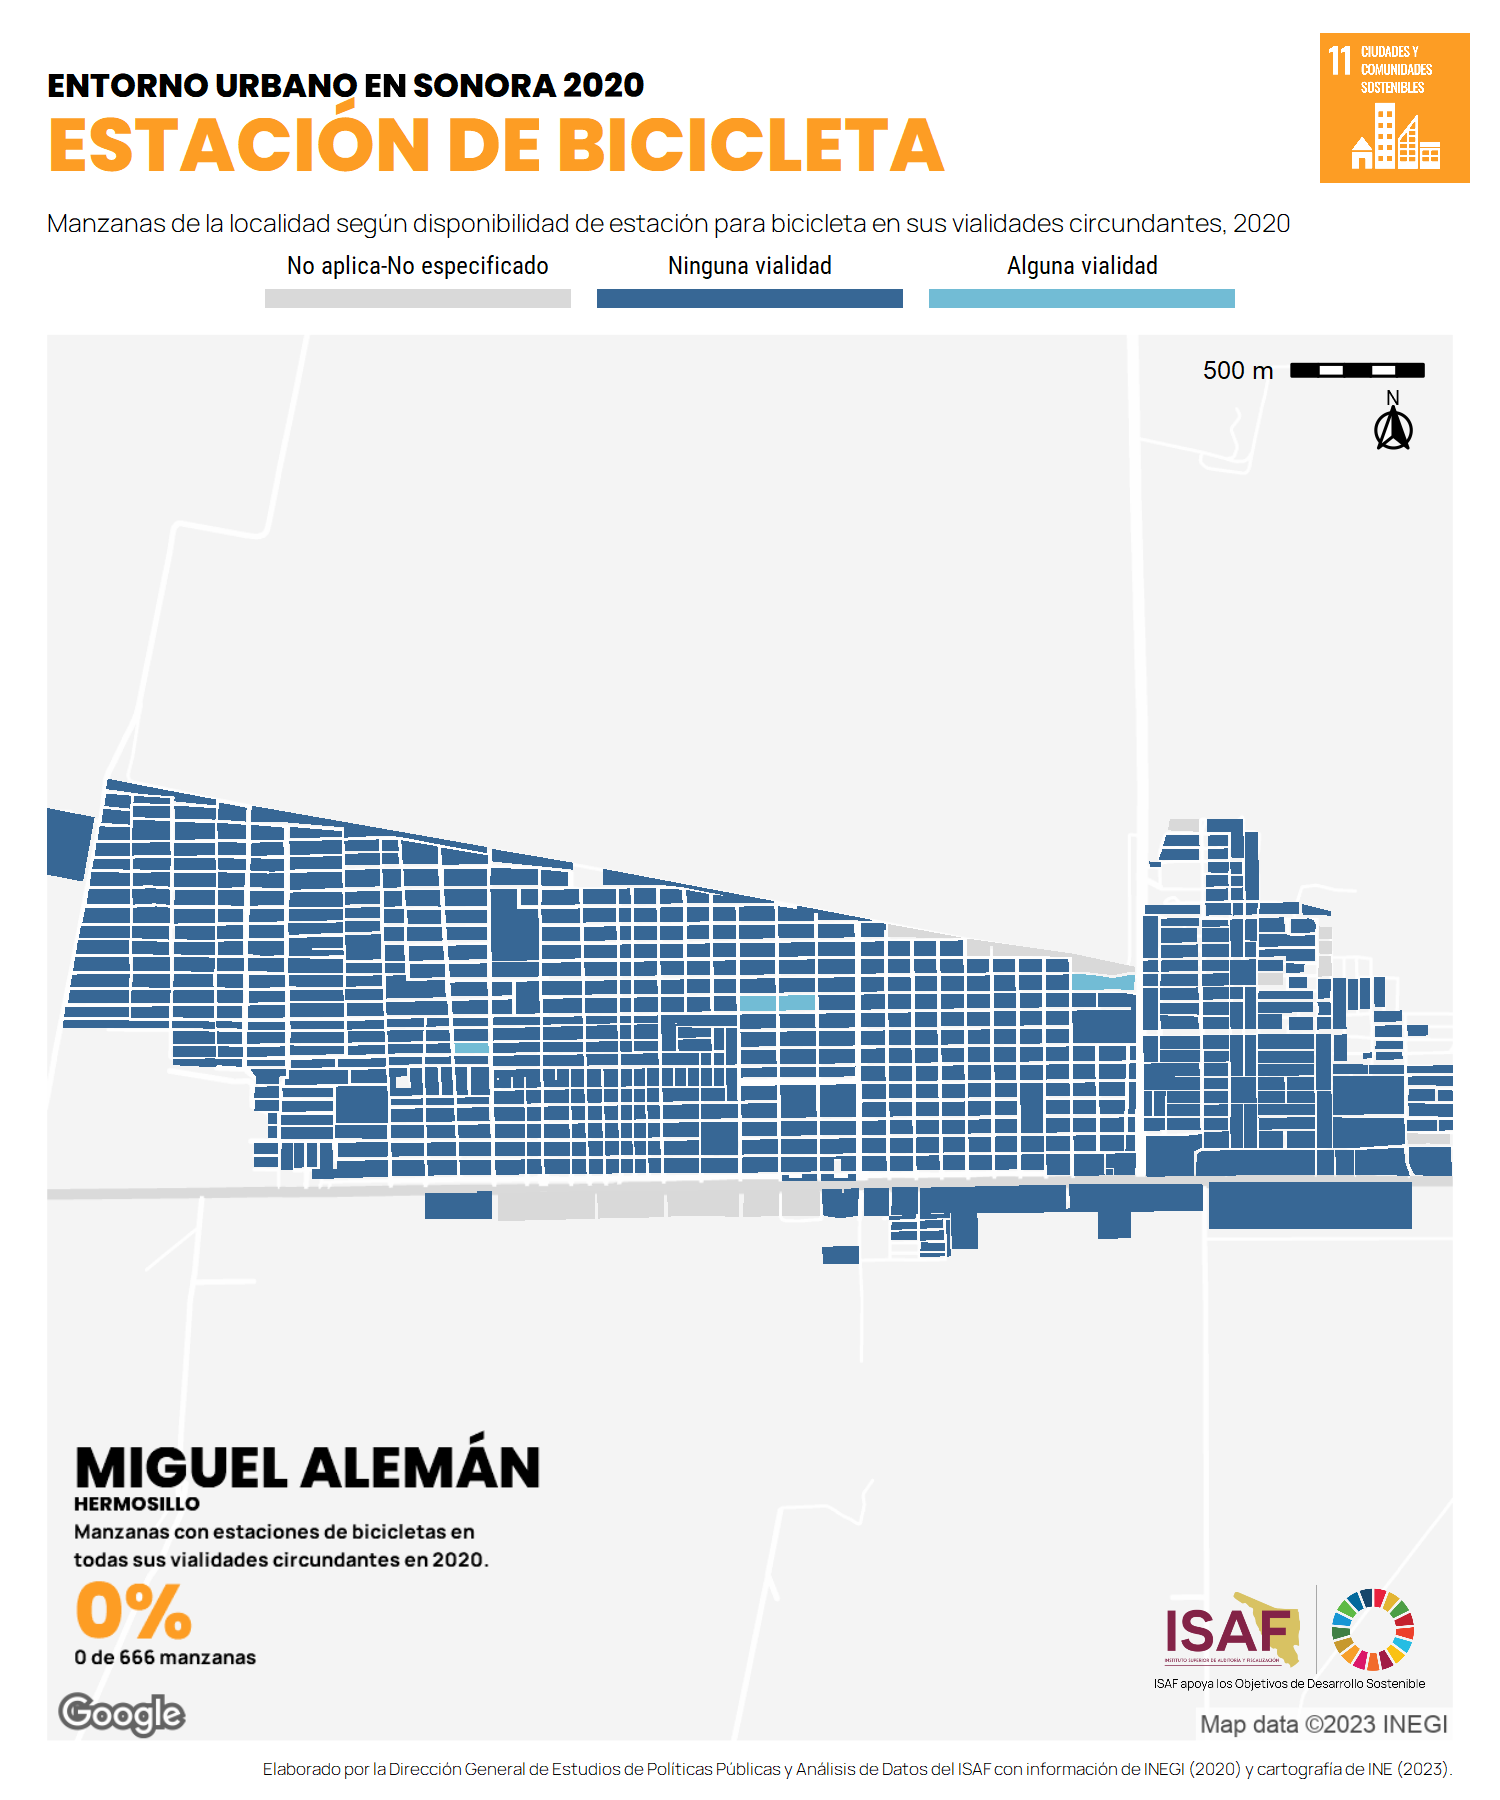 ENTORNO URBANO EN SONORA 2020
ESTACIÓN DE BICICLETA
11 CIUDADES Y
COMUNIDADES
SOSTENIBLES
Manzanas de la localidad según disponibilidad de estación para bicicleta en sus vialidades circundantes, 2020
No aplica-No especificado
Ninguna vialidad
Alguna vialidad
500 m
N
MIGUEL ALEMÁN
HERMOSILLO
Manzanas con estaciones de bicicletas en
todas sus vialidades circundantes en 2020.
0%
0 de 666 manzanas
ISAF
INSTITUTO SUPERIOR DE AUDITORÍA Y FISCALIZACIÓN
ISAF apoya los Objetivos de Desarrollo Sostenible
Google
Map data ©2023 INEGI
Elaborado por la Dirección General de Estudios de Políticas Públicas y Análisis de Datos del ISAF con información de INEGI (2020) y cartografía de INE (2023).